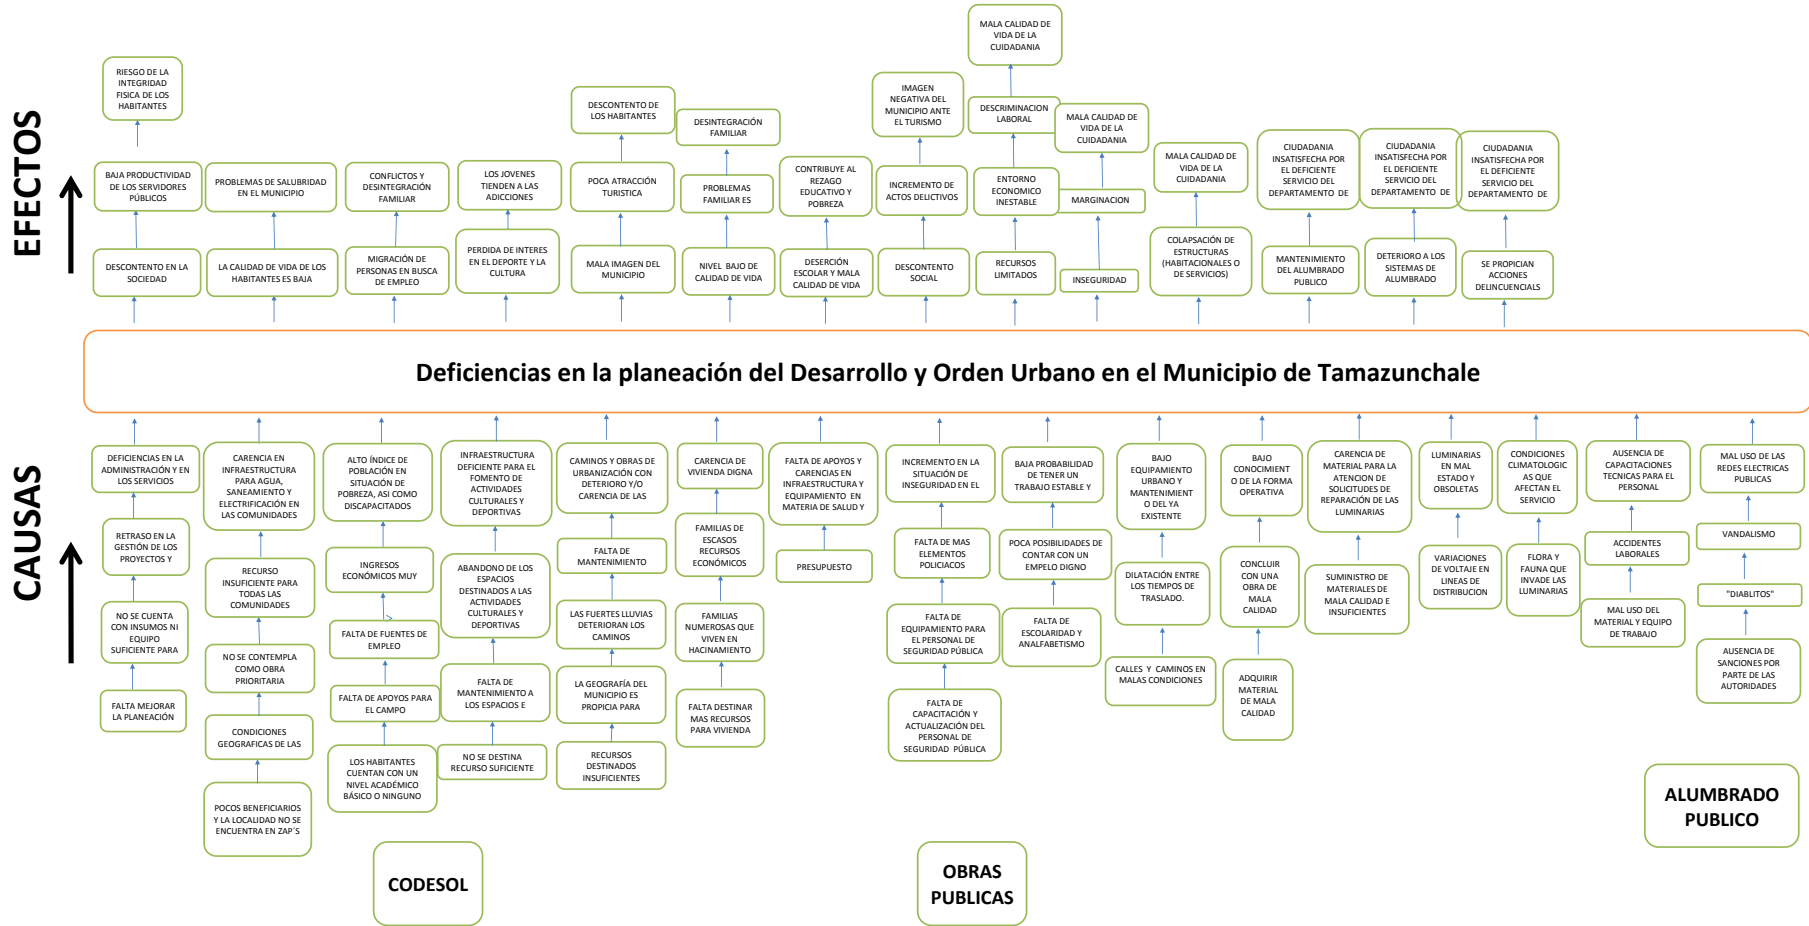 EFECTOS
MALA CALIDAD DE
VIDA DE LA
CUIDADANIA
RIESGO DE LA
INTEGRIDAD
FISICA DE LOS
HABITANTES
DESCONTENTO DE
LOS HABITANTES
DESINTEGRACIÓN
FAMILIAR
IMAGEN
NEGATIVA DEL
MUNICIPIO ANTE
EL TURISMO
DESCRIMINACION
LABORAL
MALA CALIDAD DE
VIDA DE LA
CUIDADANIA
BAJA PRODUCTIVIDAD
DE LOS SERVIDORES
PÚBLICOS
PROBLEMAS DE SALUBRIDAD
EN EL MUNICIPIO
CONFLICTOS Y
DESINTEGRACIÓN
FAMILIAR
LOS JOVENES
TIENDEN A LAS
ADICCIONES
POCA ATRACCIÓN
TURISTICA
PROBLEMAS
FAMILIAR ES
CONTRIBUYE AL
REZAGO
EDUCATIVO Y
POBREZA
INCREMENTO DE
ACTOS DELICTIVOS
ENTORNO
ECONOMICO
INESTABLE
MARGINACION
MALA CALIDAD DE
VIDA DE LA
CUIDADANIA
CIUDADANIA
INSATISFECHA POR
EL DEFICIENTE
SERVICIO DEL
DEPARTAMENTO DE
CIUDADANIA
INSATISFECHA POR
EL DEFICIENTE
SERVICIO DEL
DEPARTAMENTO DE
CIUDADANIA
INSATISFECHA POR
EL DEFICIENTE
SERVICIO DEL
DEPARTAMENTO DE
DESCONTENTO EN LA
SOCIEDAD
LA CALIDAD DE VIDA DE LOS
HABITANTES ES BAJA
MIGRACIÓN DE
PERSONAS EN BUSCA
DE EMPLEO
PERDIDA DE INTERES
EN EL DEPORTE Y LA
CULTURA
MALA IMAGEN DEL
MUNICIPIO
NIVEL BAJO DE
CALIDAD DE VIDA
DESERCIÓN
ESCOLAR Y MALA
CALIDAD DE VIDA
DESCONTENTO
SOCIAL
RECURSOS
LIMITADOS
INSEGURIDAD
COLAPSACIÓN DE
ESTRUCTURAS
(HABITACIONALES O
DE SERVICIOS)
MANTENIMIENTO
DEL ALUMBRADO
PUBLICO
DETERIORO A LOS
SISTEMAS DE
ALUMBRADO
SE PROPICIAN
ACCIONES
DELINCUENCIALS
Deficiencias en la planeación del Desarrollo y Orden Urbano en el Municipio de Tamazunchale
CAUSAS
DEFICIENCIAS EN LA
ADMINISTRACIÓN Y EN
LOS SERVICIOS
CARENCIA EN
INFRAESTRUCTURA
PARA AGUA,
SANEAMIENTO Y
ELECTRIFICACIÓN EN
LAS COMUNIDADES
ALTO ÍNDICE DE
POBLACIÓN EN
SITUACIÓN DE
POBREZA, ASI COMO
DISCAPACITADOS
INFRAESTRUCTURA
DEFICIENTE PARA EL
FOMENTO DE
ACTIVIDADES
CULTURALES Y
DEPORTIVAS
CAMINOS Y OBRAS DE
URBANIZACIÓN CON
DETERIORO Y/O
CARENCIA DE LAS
CARENCIA DE
VIVIENDA DIGNA
FALTA DE APOYOS Y
CARENCIAS EN
INFRAESTRUCTURA Y
EQUIPAMIENTO EN
MATERIA DE SALUD Y
INCREMENTO EN LA
SITUACIÓN DE
INSEGURIDAD EN EL
BAJA PROBABILIDAD
DE TENER UN
TRABAJO ESTABLE Y
BAJO
EQUIPAMIENTO
URBANO Y
MANTENIMIENT
O DEL YA
EXISTENTE
BAJO
CONOCIMIENT
O DE LA FORMA
OPERATIVA
CARENCIA DE
MATERIAL PARA LA
ATENCION DE
SOLICITUDES DE
REPARACIÓN DE LAS
LUMINARIAS
LUMINARIAS
EN MAL
ESTADO Y
OBSOLETAS
CONDICIONES
CLIMATOLOGIC
AS QUE
AFECTAN EL
SERVICIO
AUSENCIA DE
CAPACITACIONES
TECNICAS PARA EL
PERSONAL
MAL USO DE LAS
REDES ELECTRICAS
PUBLICAS
RETRASO EN LA
GESTIÓN DE LOS
PROYECTOS Y
RECURSO
INSUFICIENTE PARA
TODAS LAS
COMUNIDADES
INGRESOS
ECONÓMICOS MUY
ABANDONO DE LOS
ESPACIOS
DESTINADOS A LAS
ACTIVIDADES
CULTURALES Y
DEPORTIVAS
FALTA DE
MANTENIMIENTO
FAMILIAS DE
ESCASOS
RECURSOS
ECONÓMICOS
PRESUPUESTO
FALTA DE MAS
ELEMENTOS
POLICIACOS
POCA POSIBILIDADES DE
CONTAR CON UN
EMPELO DIGNO
DILATACIÓN ENTRE
LOS TIEMPOS DE
TRASLADO.
CONCLUIR
CON UNA
OBRA DE
MALA
CALIDAD
SUMINISTRO DE
MATERIALES DE
MALA CALIDAD E
INSUFICIENTES
VARIACIONES
DE VOLTAJE EN
LINEAS DE
DISTRIBUCION
FLORA Y
FAUNA QUE
INVADE LAS
LUMINARIAS
ACCIDENTES
LABORALES
VANDALISMO
NO SE CUENTA
CON INSUMOS NI
EQUIPO
SUFICIENTE PARA
NO SE CONTEMPLA
COMO OBRA
PRIORITARIA
FALTA DE FUENTES DE
EMPLEO
LAS FUERTES LLUVIAS
DETERIORAN LOS
CAMINOS
FAMILIAS
NUMEROSAS QUE
VIVEN EN
HACINAMIENTO
FALTA DE
EQUIPAMIENTO PARA
EL PERSONAL DE
SEGURIDAD PÚBLICA
FALTA DE
ESCOLARIDAD Y
ANALFABETISMO
CALLES Y CAMINOS EN
MALAS CONDICIONES
ADQUIRIR
MATERIAL
DE MALA
CALIDAD
MAL USO DEL
MATERIAL Y EQUIPO
DE TRABAJO
"DIABLITOS"
AUSENCIA DE
SANCIONES POR
PARTE DE LAS
AUTORIDADES
FALTA MEJORAR
LA PLANEACIÓN
CONDICIONES
GEOGRAFICAS DE LAS
FALTA DE APOYOS PARA
EL CAMPO
FALTA DE
MANTENIMIENTO A
LOS ESPACIOS E
LA GEOGRAFÍA DEL
MUNICIPIO ES
PROPICIA PARA
FALTA DESTINAR
MAS RECURSOS
PARA VIVIENDA
FALTA DE
CAPACITACIÓN Y
ACTUALIZACIÓN DEL
PERSONAL DE
SEGURIDAD PÚBLICA
POCOS BENEFICIARIOS
Y LA LOCALIDAD NO SE
ENCUENTRA EN ZAP´S
LOS HABITANTES
CUENTAN CON UN
NIVEL ACADÉMICO
BÁSICO O NINGUNO
NO SE DESTINA
RECURSO SUFICIENTE
RECURSOS
DESTINADOS
INSUFICIENTES
CODESOL
OBRAS
PUBLICAS
ALUMBRADO
PUBLICO